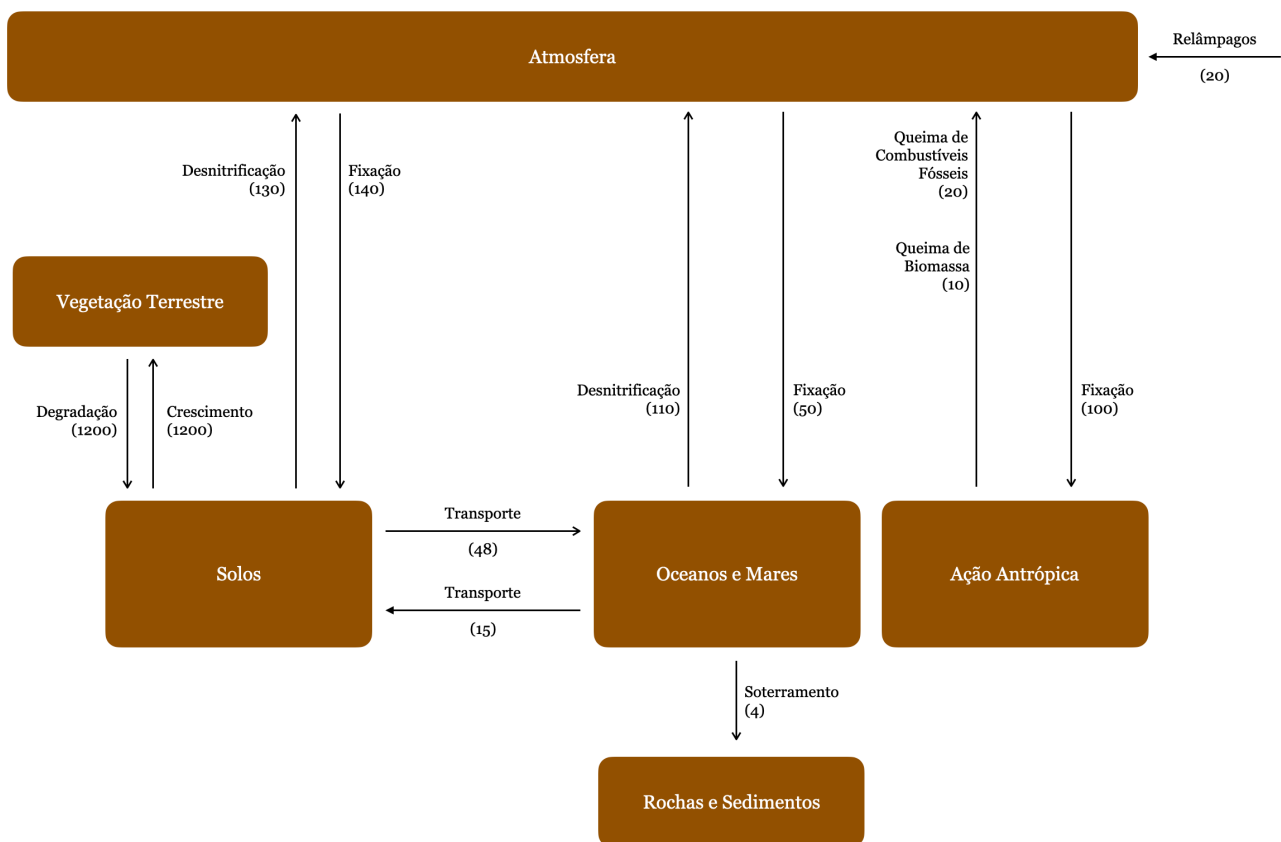 Relâmpagos
(20)
Atmosfera
Desnitrificação
(130)
Fixação
(140)
Queima de
Combustíveis
Fósseis
(20)
Queima de
Biomassa
(10)
Vegetação Terrestre
Degradação
(1200)
Crescimento
(1200)
Desnitrificação
(110)
Fixação
(50)
Fixação
(100)
Solos
Transporte
(48)
Transporte
(15)
Oceanos e Mares
Ação Antrópica
Soterramento
(4)
Rochas e Sedimentos